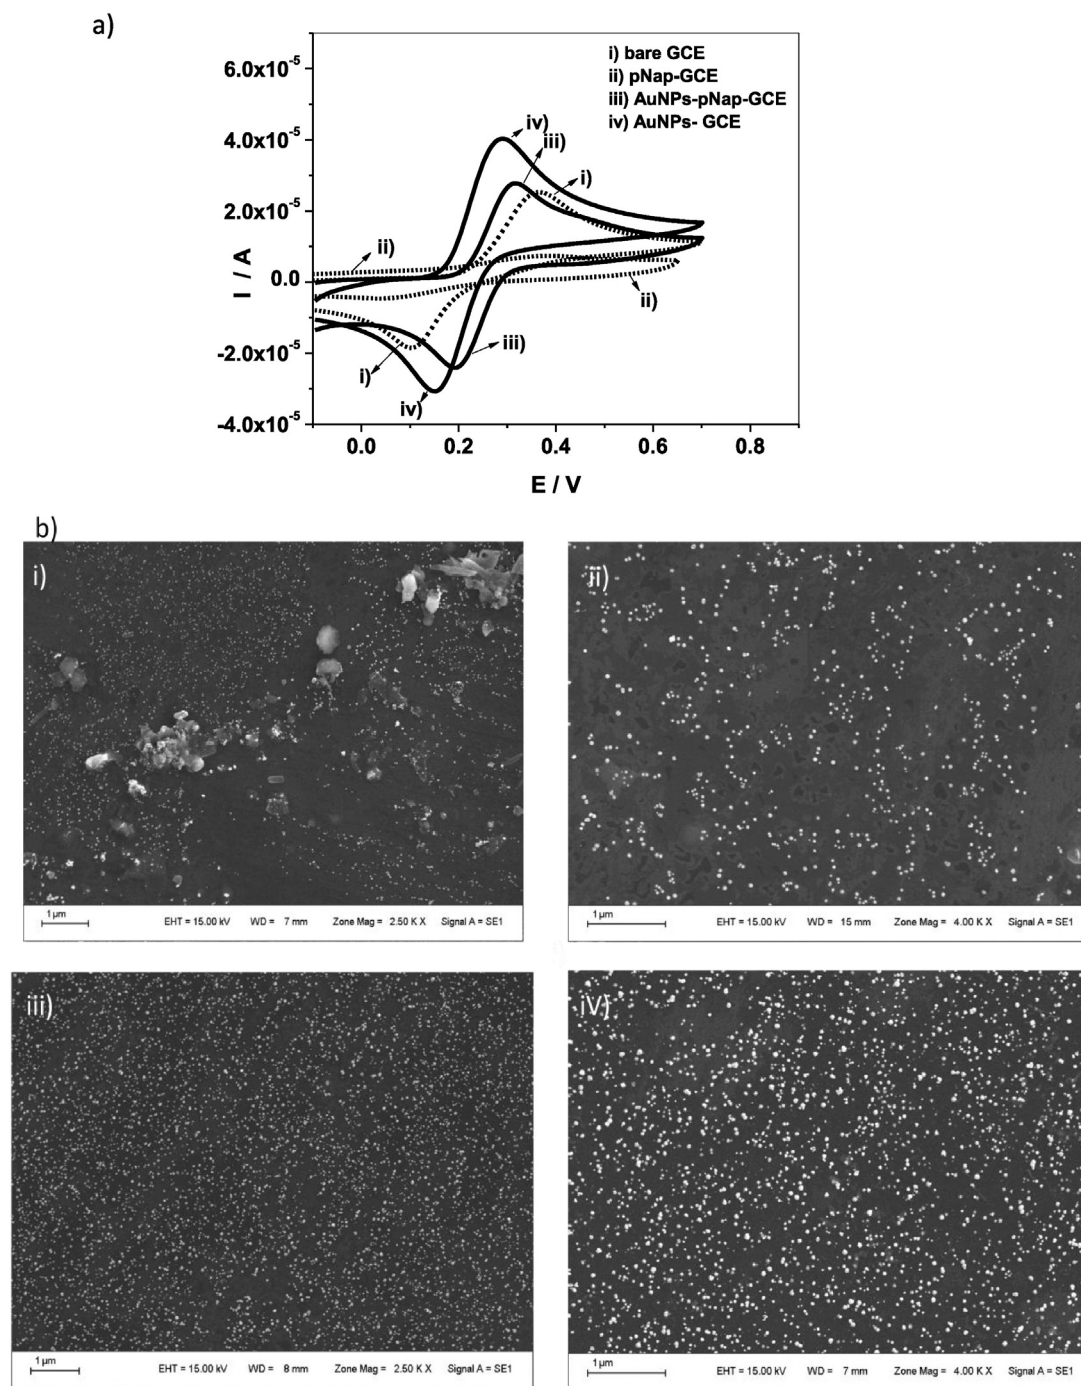 a)
i) bare GCE
ii) pNap-GCE
iii) AuNPs-pNap-GCE
iv) AuNPs- GCE
6.0x10⁻⁵
4.0x10⁻⁵
2.0x10⁻⁵
0.0
-2.0x10⁻⁵
-4.0x10⁻⁵
I / A
iv)
iii)
i)
ii)
ii)
iii)
i)
iv)
0.0 0.2 0.4 0.6 0.8
E / V
b)
i)
1 µm EHT = 15.00 kV WD = 7 mm Zone Mag = 2.50 K X Signal A = SE1
ii)
1 µm EHT = 15.00 kV WD = 15 mm Zone Mag = 4.00 K X Signal A = SE1
iii)
1 µm EHT = 15.00 kV WD = 8 mm Zone Mag = 2.50 K X Signal A = SE1
iV)
1 µm EHT = 15.00 kV WD = 7 mm Zone Mag = 4.00 K X Signal A = SE1